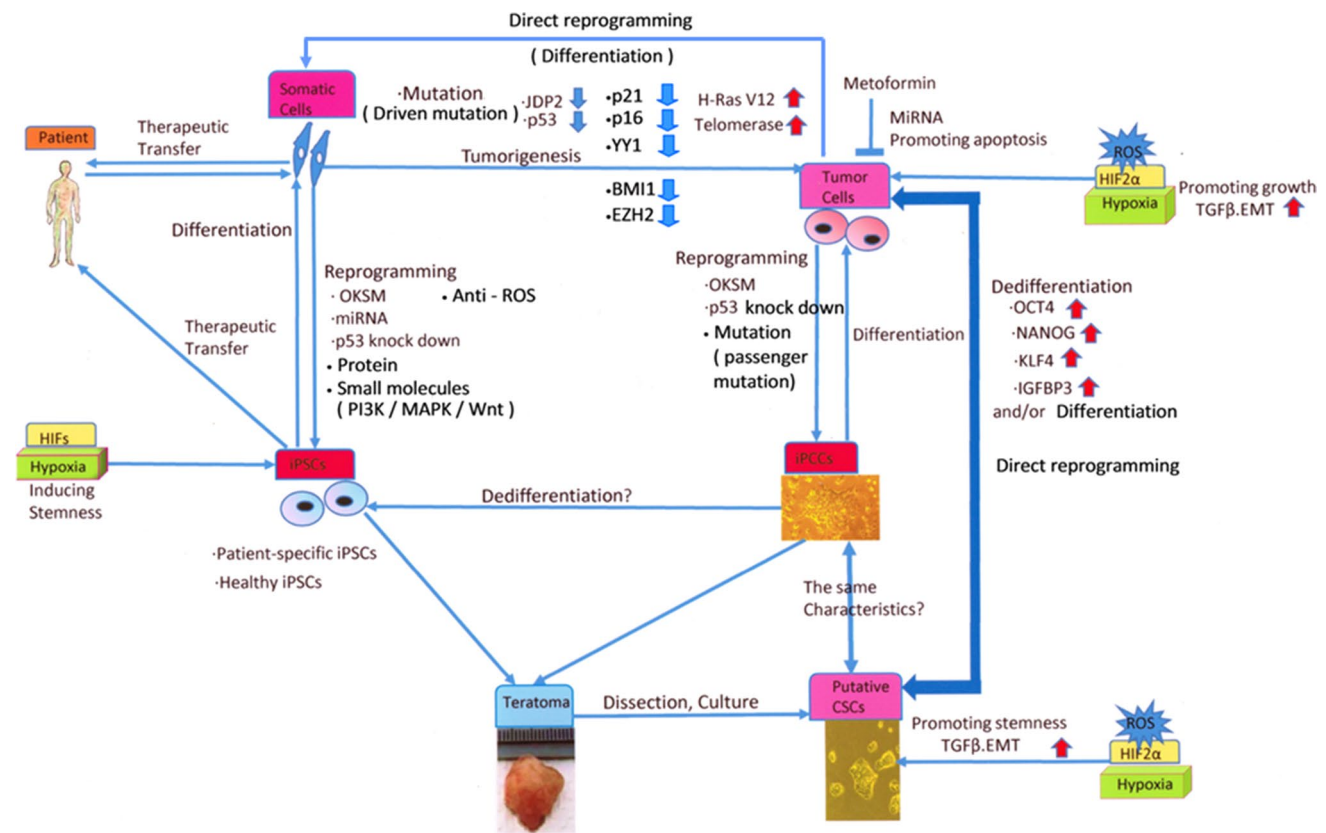 Direct reprogramming
( Differentiation )
Somatic
Cells
·Mutation
( Driven mutation )
·JDP2
·p53
•p21
•p16
•YY1
•BMI1
•EZH2
H-Ras V12
Telomerase
Metoformin
MiRNA
Promoting apoptosis
Patient
Therapeutic
Transfer
Tumorigenesis
Tumor
Cells
ROS
HIF2α
Hypoxia
Promoting growth
TGFβ.EMT
Differentiation
Reprogramming
· OKSM
• Anti - ROS
·miRNA
·p53 knock down
• Protein
• Small molecules
( PI3K / MAPK / Wnt )
Reprogramming
·OKSM
·p53 knock down
• Mutation
( passenger
mutation)
Differentiation
Dedifferentiation
·OCT4
·NANOG
·KLF4
·IGFBP3
and/or Differentiation
Direct reprogramming
Therapeutic
Transfer
HIFs
Hypoxia
Inducing
Stemness
iPSCs
iPCCs
Dedifferentiation?
·Patient-specific iPSCs
·Healthy iPSCs
The same
Characteristics?
Teratoma
Dissection, Culture
Putative
CSCs
Promoting stemness
TGFβ.EMT
ROS
HIF2α
Hypoxia